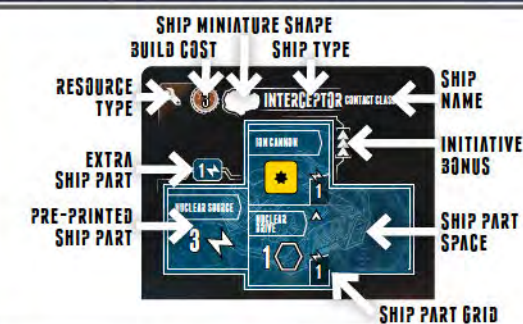 SHIP MINIATURE SHAPE
BUILD COST
SHIP TYPE
RESOURCE TYPE
3
INTERCEPTOR CONTACT CLASS
SHIP NAME
ION CANNON
INITIATIVE BONUS
EXTRA SHIP PART
1
1
PRE-PRINTED SHIP PART
NUCLEAR SOURCE
NUCLEAR DRIVE
SHIP PART SPACE
3
1
1
SHIP PART GRID